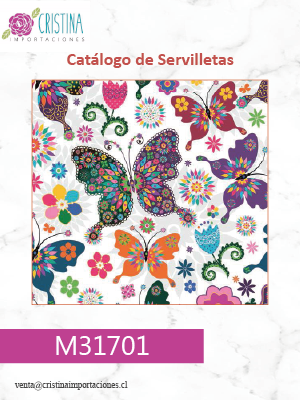 CRISTINA
IMPORTACIONES
Catálogo de Servilletas
M31701
venta@cristinaimportaciones.cl